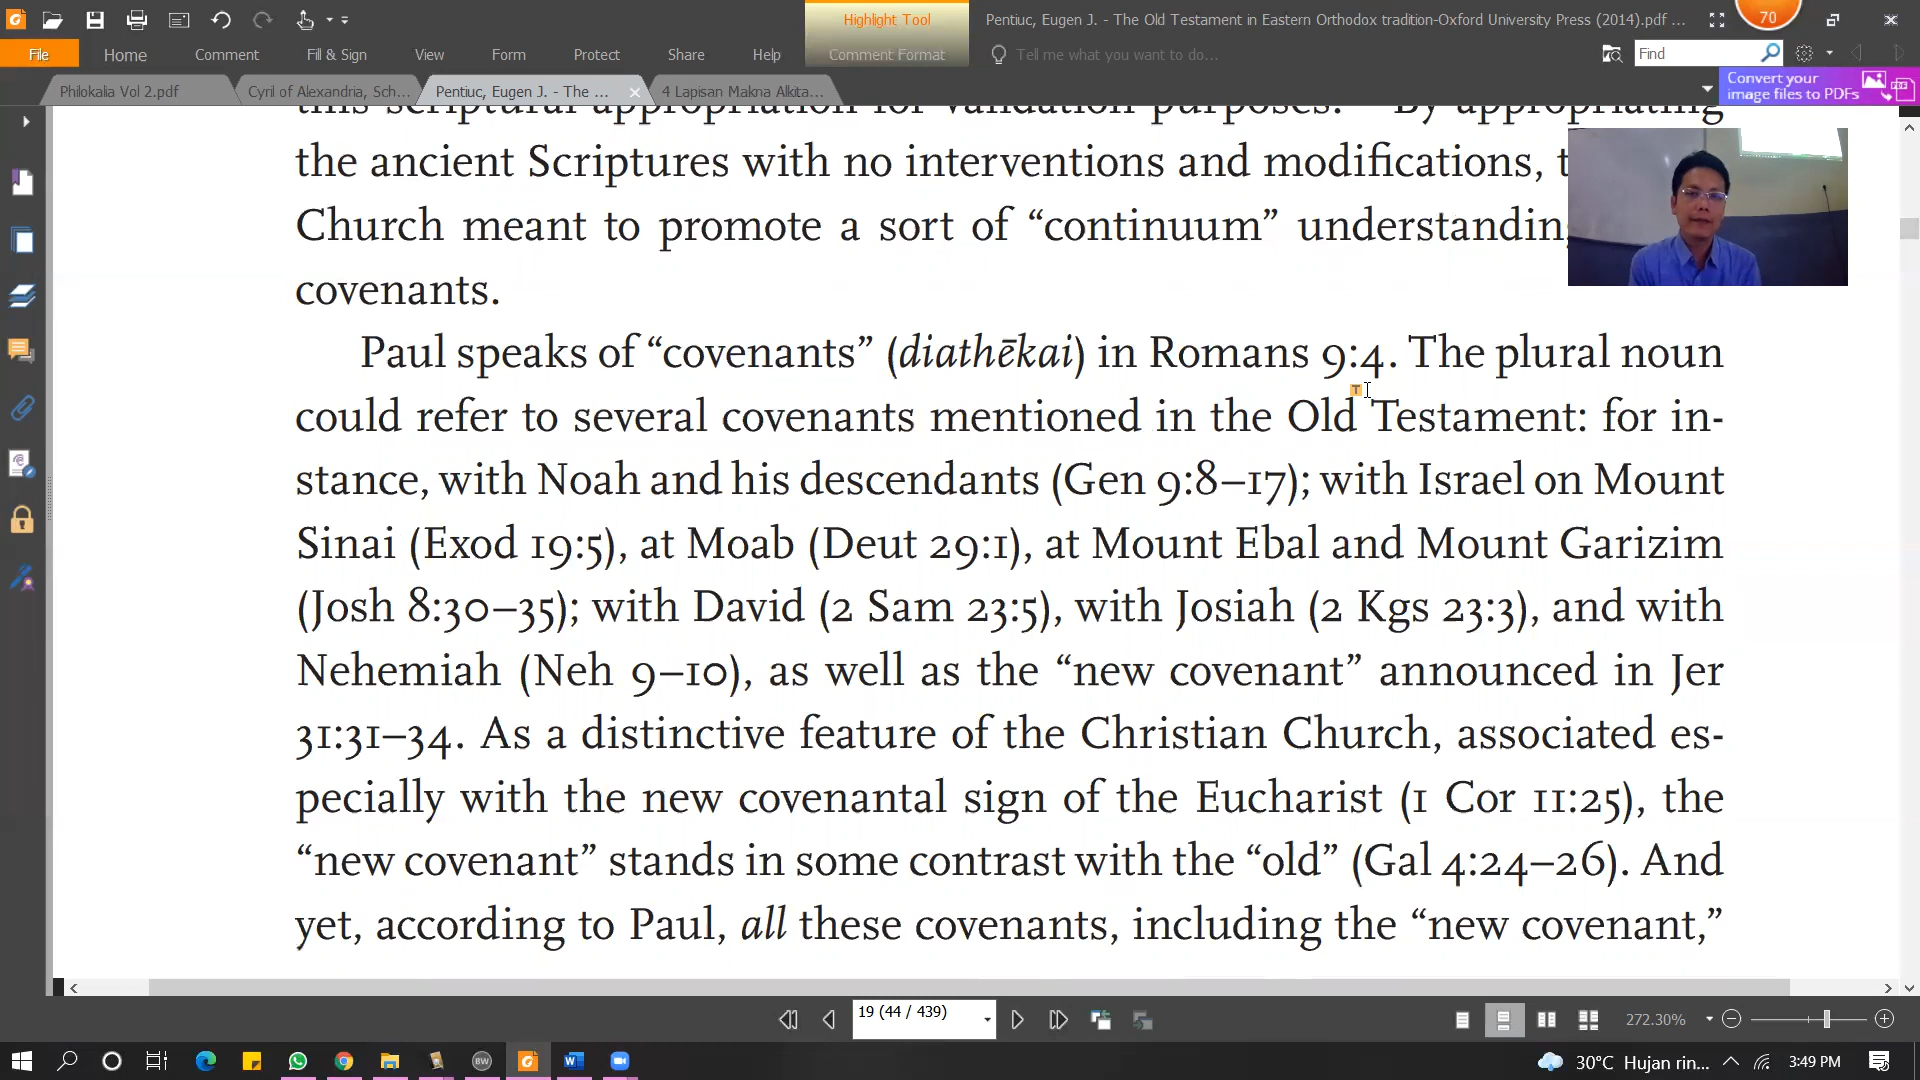 Highlight Tool
Pentiuc, Eugen J. - The Old Testament in Eastern Orthodox tradition-Oxford University Press (2014).pdf ...
70
File Home Comment Fill & Sign View Form Protect Share Help Comment Format Tell me what you want to do... Find
Philokalia Vol 2.pdf Cyril of Alexandria, Sch... Pentiuc, Eugen J. - The ... 4 Lapisan Makna Alkita...
Convert your
image files to PDFs
this scriptural appropriation for validation purposes. By appropriating
the ancient Scriptures with no interventions and modifications, t
Church meant to promote a sort of “continuum” understanding
covenants.
Paul speaks of “covenants” (diathēkai) in Romans 9:4. The plural noun
could refer to several covenants mentioned in the Old Testament: for in-
stance, with Noah and his descendants (Gen 9:8–17); with Israel on Mount
Sinai (Exod 19:5), at Moab (Deut 29:1), at Mount Ebal and Mount Garizim
(Josh 8:30–35); with David (2 Sam 23:5), with Josiah (2 Kgs 23:3), and with
Nehemiah (Neh 9–10), as well as the “new covenant” announced in Jer
31:31–34. As a distinctive feature of the Christian Church, associated es-
pecially with the new covenantal sign of the Eucharist (1 Cor 11:25), the
“new covenant” stands in some contrast with the “old” (Gal 4:24–26). And
yet, according to Paul, all these covenants, including the “new covenant,”
19 (44 / 439)
272.30%
30°C Hujan rin... 3:49 PM